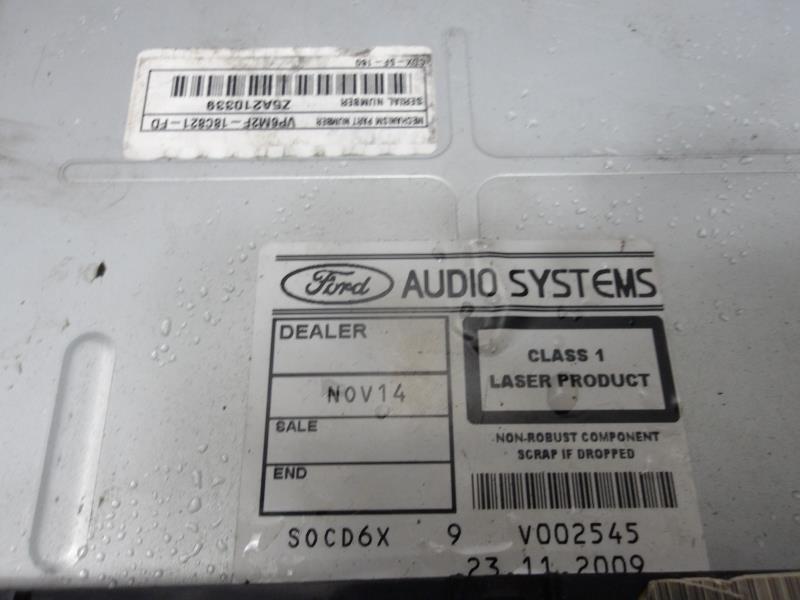 CDX-SF-160
SERIAL NUMBER Z5A210339
MECHANISM PART NUMBER VP6M2F-18C821-FD
Ford AUDIO SYSTEMS
DEALER
NOV14
SALE
END
CLASS 1
LASER PRODUCT
NON-ROBUST COMPONENT
SCRAP IF DROPPED
SOCD6X 9 V002545
23.11.2009